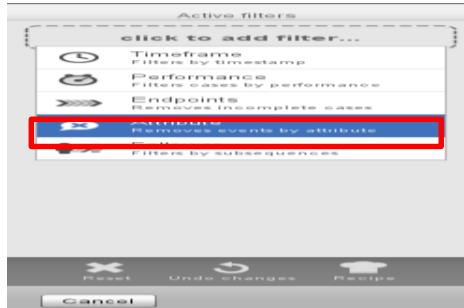 Active filters
click to add filter...
Timeframe
Filters by timestamp
Performance
Filters cases by performance
Endpoints
Removes incomplete cases
Attribute
Removes events by attribute
Filters by subsequences
Reset
Undo changes
Recipe
Cancel